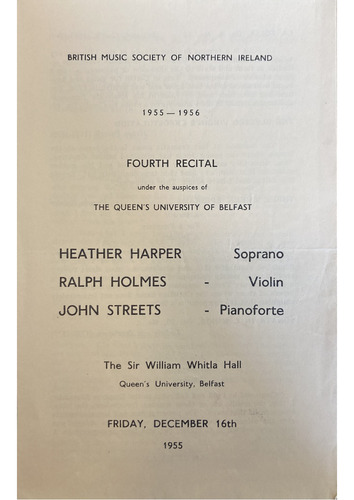 BRITISH MUSIC SOCIETY OF NORTHERN IRELAND
1955 — 1956
FOURTH RECITAL
under the auspices of
THE QUEEN'S UNIVERSITY OF BELFAST
HEATHER HARPER Soprano
RALPH HOLMES - Violin
JOHN STREETS - Pianoforte
The Sir William Whitla Hall
Queen's University, Belfast
FRIDAY, DECEMBER 16th
1955